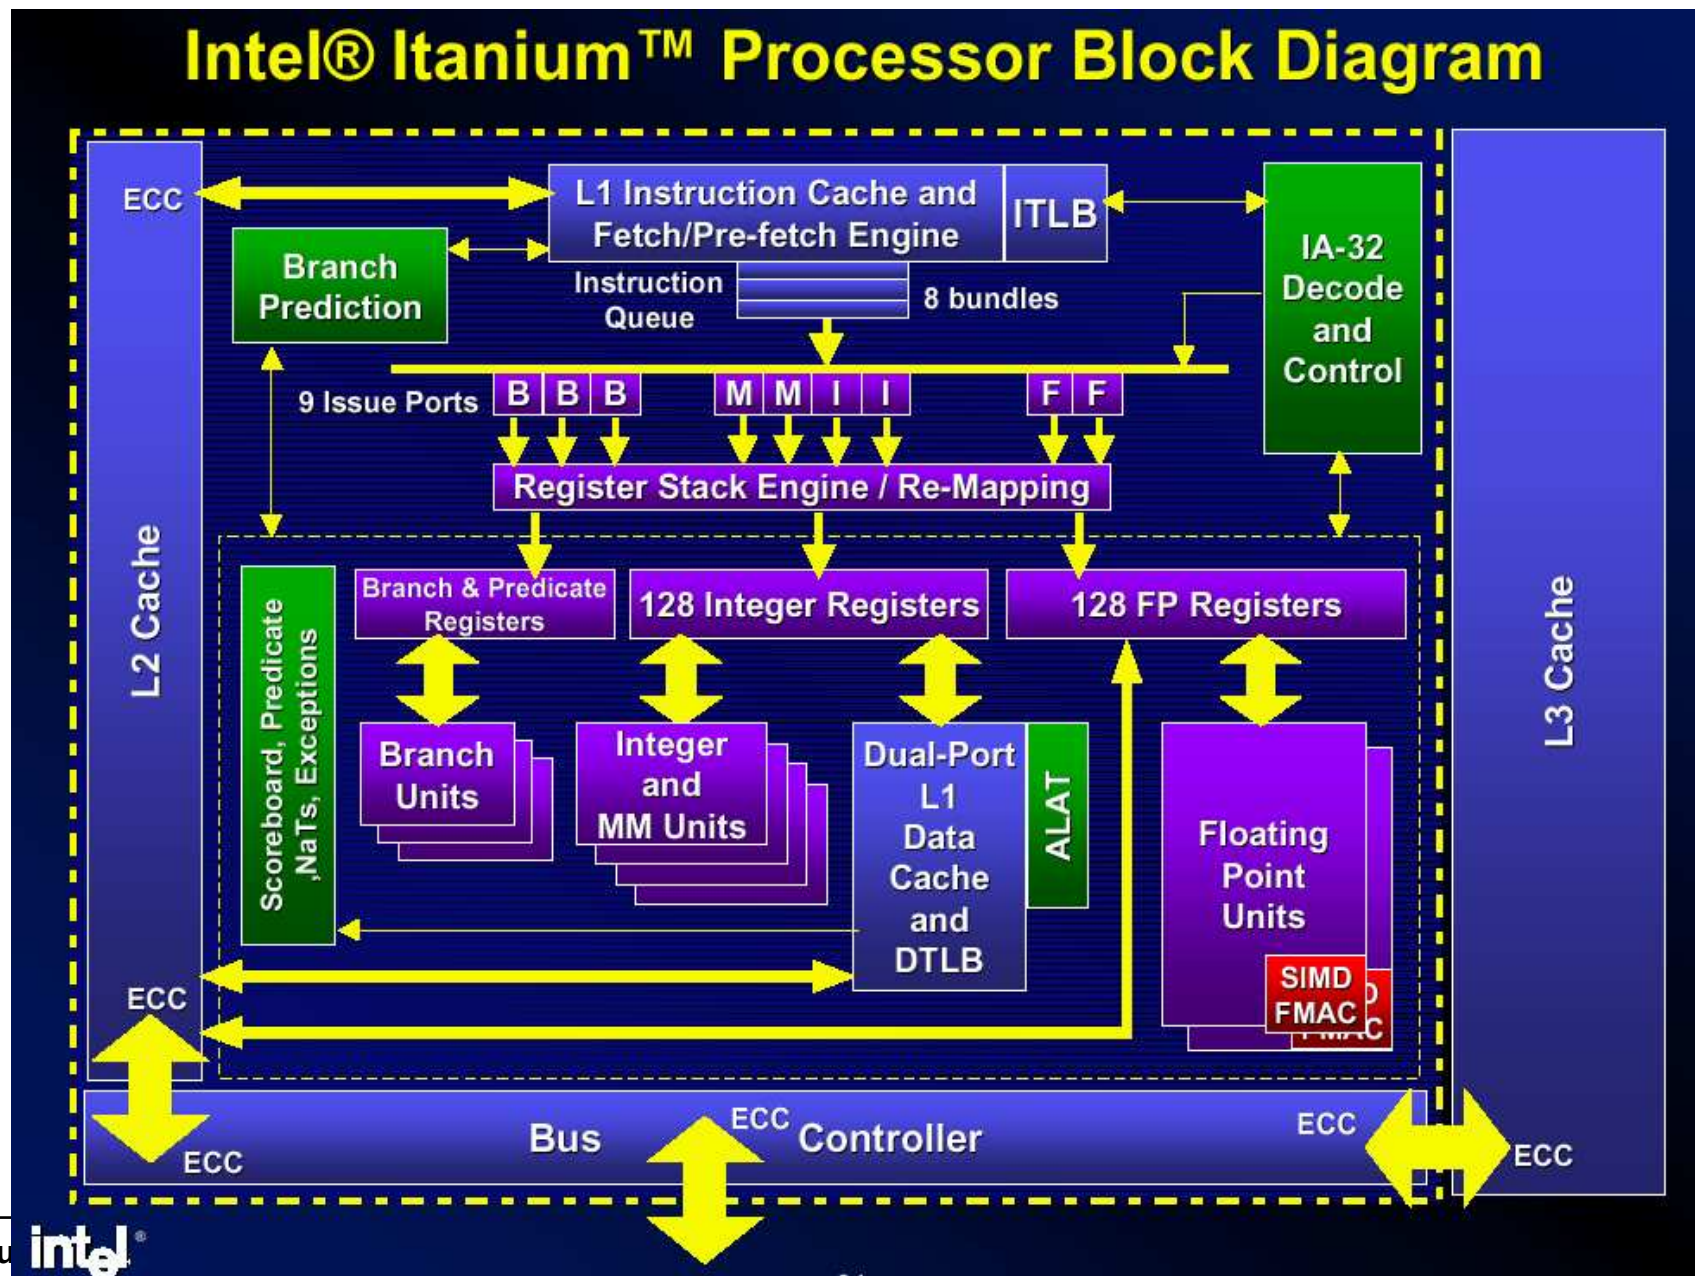 Intel® Itanium™ Processor Block Diagram
ECC
L1 Instruction Cache and
Fetch/Pre-fetch Engine
ITLB
IA-32
Decode
and
Control
Branch
Prediction
Instruction
Queue
8 bundles
9 Issue Ports
B B B M M I I F F
Register Stack Engine / Re-Mapping
L2 Cache
L3 Cache
Scoreboard, Predicate
,NaTs, Exceptions
Branch & Predicate
Registers
128 Integer Registers
128 FP Registers
Branch
Units
Integer
and
MM Units
Dual-Port
L1
Data
Cache
and
DTLB
ALAT
Floating
Point
Units
SIMD
FMAC
ECC
ECC
Bus
ECC
Controller
ECC
ECC
intel®